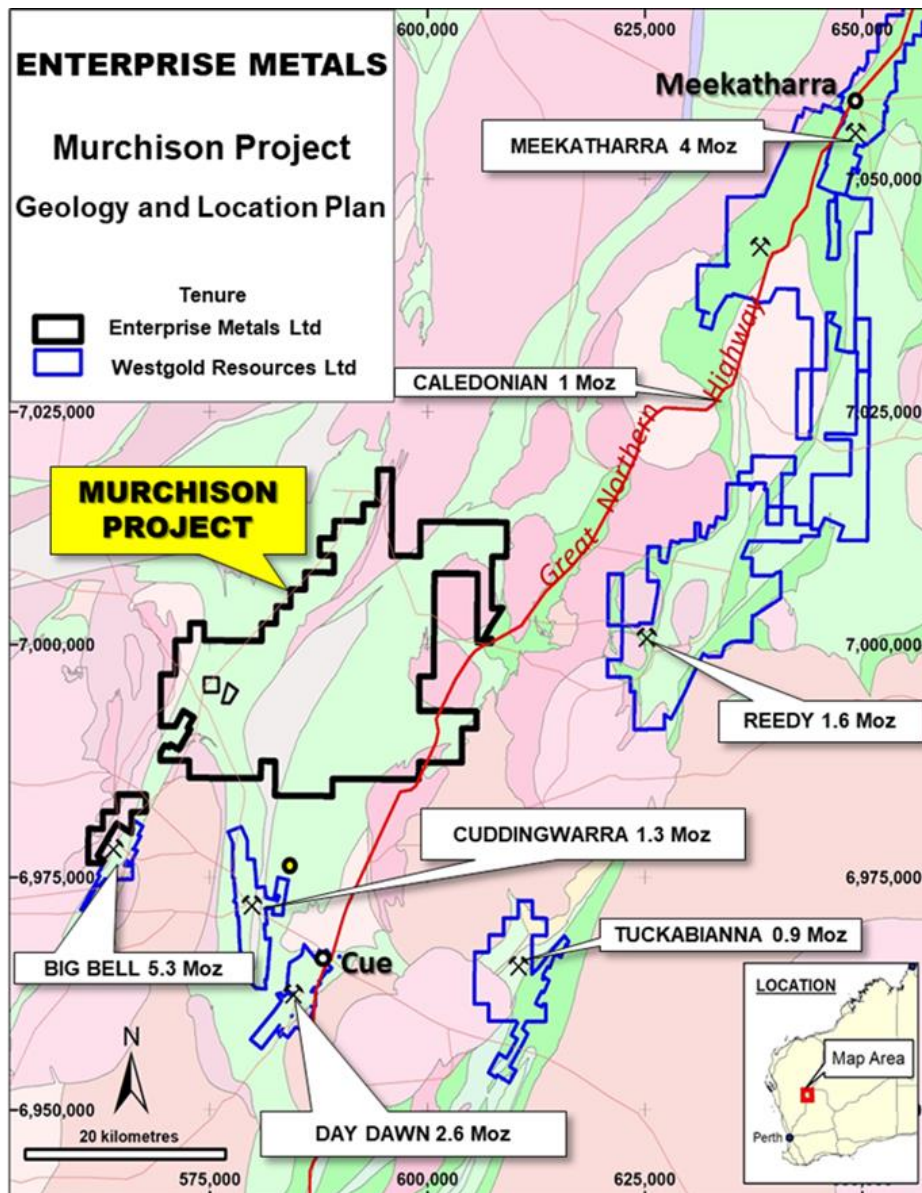 ENTERPRISE METALS
Murchison Project
Geology and Location Plan
Tenure
Enterprise Metals Ltd
Westgold Resources Ltd
600,000
625,000
650,000
Meekatharra
MEEKATHARRA 4 Moz
7,050,000
CALEDONIAN 1 Moz
Great Northern Highway
7,025,000
7,025,000
MURCHISON
PROJECT
7,000,000
7,000,000
REEDY 1.6 Moz
CUDDINGWARRA 1.3 Moz
6,975,000
6,975,000
TUCKABIANNA 0.9 Moz
BIG BELL 5.3 Moz
Cue
LOCATION
Map Area
Perth
N
6,950,000
DAY DAWN 2.6 Moz
20 kilometres
575,000
600,000
625,000